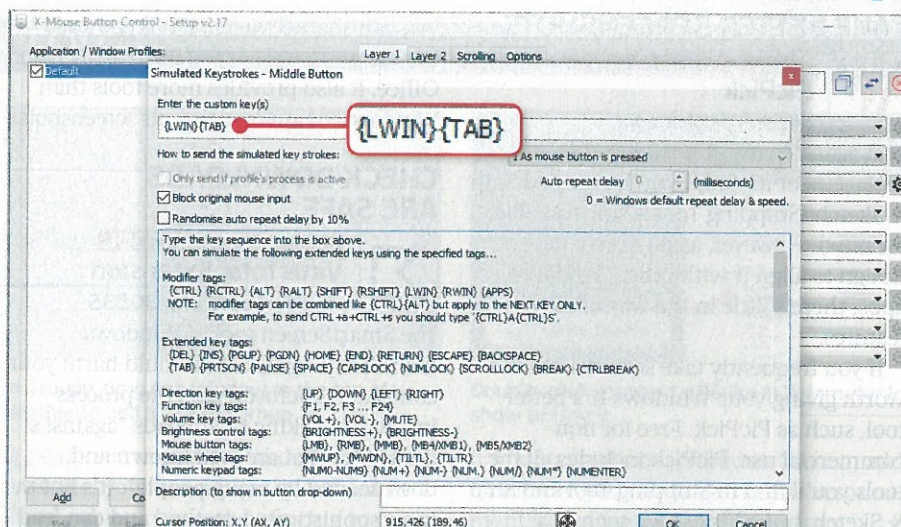 X-Mouse Button Control - Setup v2.17
Application / Window Profiles:
Layer 1 Layer 2 Scrolling Options
Default
Simulated Keystrokes - Middle Button
Enter the custom key(s)
{LWIN}{TAB}
{LWIN}{TAB}
How to send the simulated key strokes:
1 As mouse button is pressed
Only send if profile's process is active
Auto repeat delay 0 (milliseconds)
Block original mouse input
0 = Windows default repeat delay & speed.
Randomise auto repeat delay by 10%
Type the key sequence into the box above.
You can simulate the following extended keys using the specified tags...
Modifier tags:
{CTRL} {RCTRL} {ALT} {RALT} {SHIFT} {RSHIFT} {LWIN} {RWIN} {APPS}
NOTE: modifier tags can be combined like {CTRL}{ALT} but apply to the NEXT KEY ONLY.
For example, to send CTRL+a+CTRL+s you should type '{CTRL}A{CTRL}S'.
Extended key tags:
{DEL} {INS} {PGUP} {PGDN} {HOME} {END} {RETURN} {ESCAPE} {BACKSPACE}
{TAB} {PRTSCN} {PAUSE} {SPACE} {CAPSLOCK} {NUMLOCK} {SCROLLLOCK} {BREAK} {CTRLBREAK}
Direction key tags: {UP} {DOWN} {LEFT} {RIGHT}
Function key tags: {F1, F2, F3 ... F24}
Volume key tags: {VOL+}, {VOL-}, {MUTE}
Brightness control tags: {BRIGHTNESS+}, {BRIGHTNESS-}
Mouse button tags: {LMB}, {RMB}, {MMB}, {MB4/XMB1}, {MB5/XMB2}
Mouse wheel tags: {MWUP}, {MWDN}, {TILTL}, {TILTR}
Numeric keypad tags: {NUM0-NUM9} {NUM+} {NUM-} {NUM.} {NUM/} {NUM*} {NUMENTER}
Add
Description (to show in button drop-down)
Cursor Position: X,Y (AX, AY)
915,426 (189,46)
OK Cancel